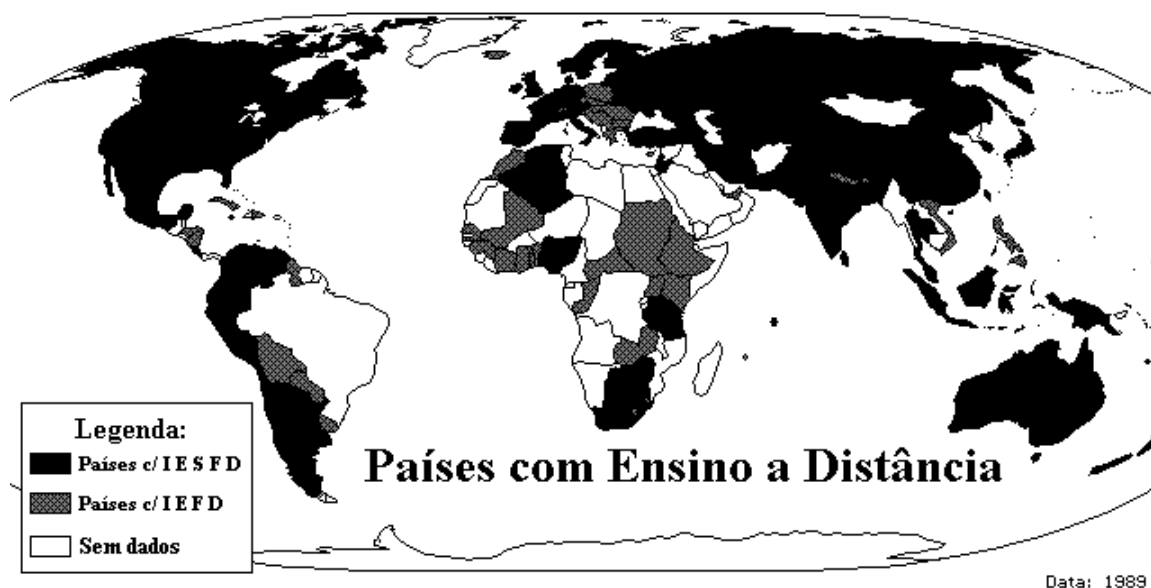 Países com Ensino a Distância
Legenda:
Países c/ I E S F D
Países c/ I E F D
Sem dados
Data: 1989